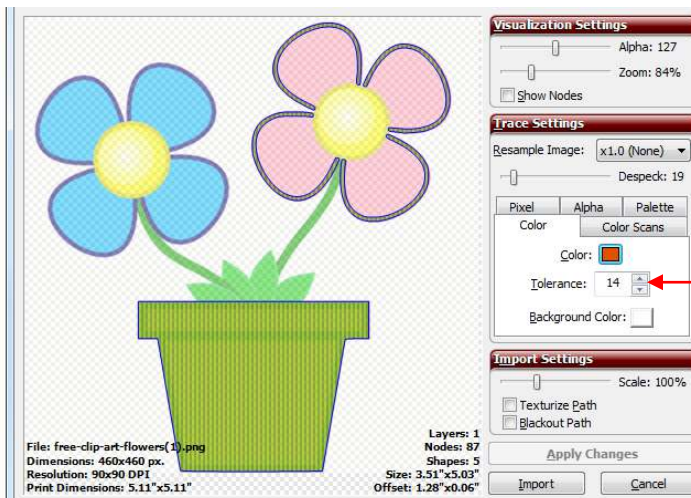 Visualization Settings
Alpha: 127
Zoom: 84%
Show Nodes
Trace Settings
Resample Image: x1.0 (None)
Despeck: 19
Pixel Alpha Palette
Color Color Scans
Color:
Tolerance: 14
Background Color:
Import Settings
Scale: 100%
Texturize Path
Blackout Path
Apply Changes
Import Cancel
File: free-clip-art-flowers(1).png
Dimensions: 460x460 px.
Resolution: 90x90 DPI
Print Dimensions: 5.11"x5.11"
Layers: 1
Nodes: 87
Shapes: 5
Size: 3.51"x5.03"
Offset: 1.28"x0.06"